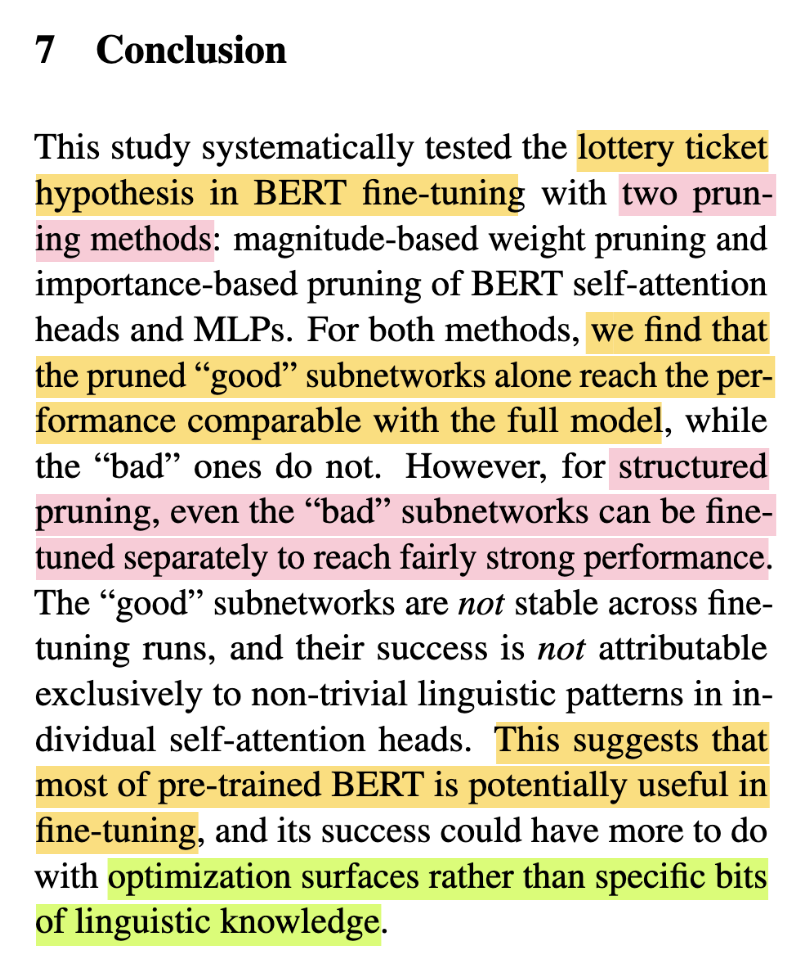 7 Conclusion
This study systematically tested the lottery ticket
hypothesis in BERT fine-tuning with two prun-
ing methods: magnitude-based weight pruning and
importance-based pruning of BERT self-attention
heads and MLPs. For both methods, we find that
the pruned “good” subnetworks alone reach the per-
formance comparable with the full model, while
the “bad” ones do not. However, for structured
pruning, even the “bad” subnetworks can be fine-
tuned separately to reach fairly strong performance.
The “good” subnetworks are not stable across fine-
tuning runs, and their success is not attributable
exclusively to non-trivial linguistic patterns in in-
dividual self-attention heads. This suggests that
most of pre-trained BERT is potentially useful in
fine-tuning, and its success could have more to do
with optimization surfaces rather than specific bits
of linguistic knowledge.